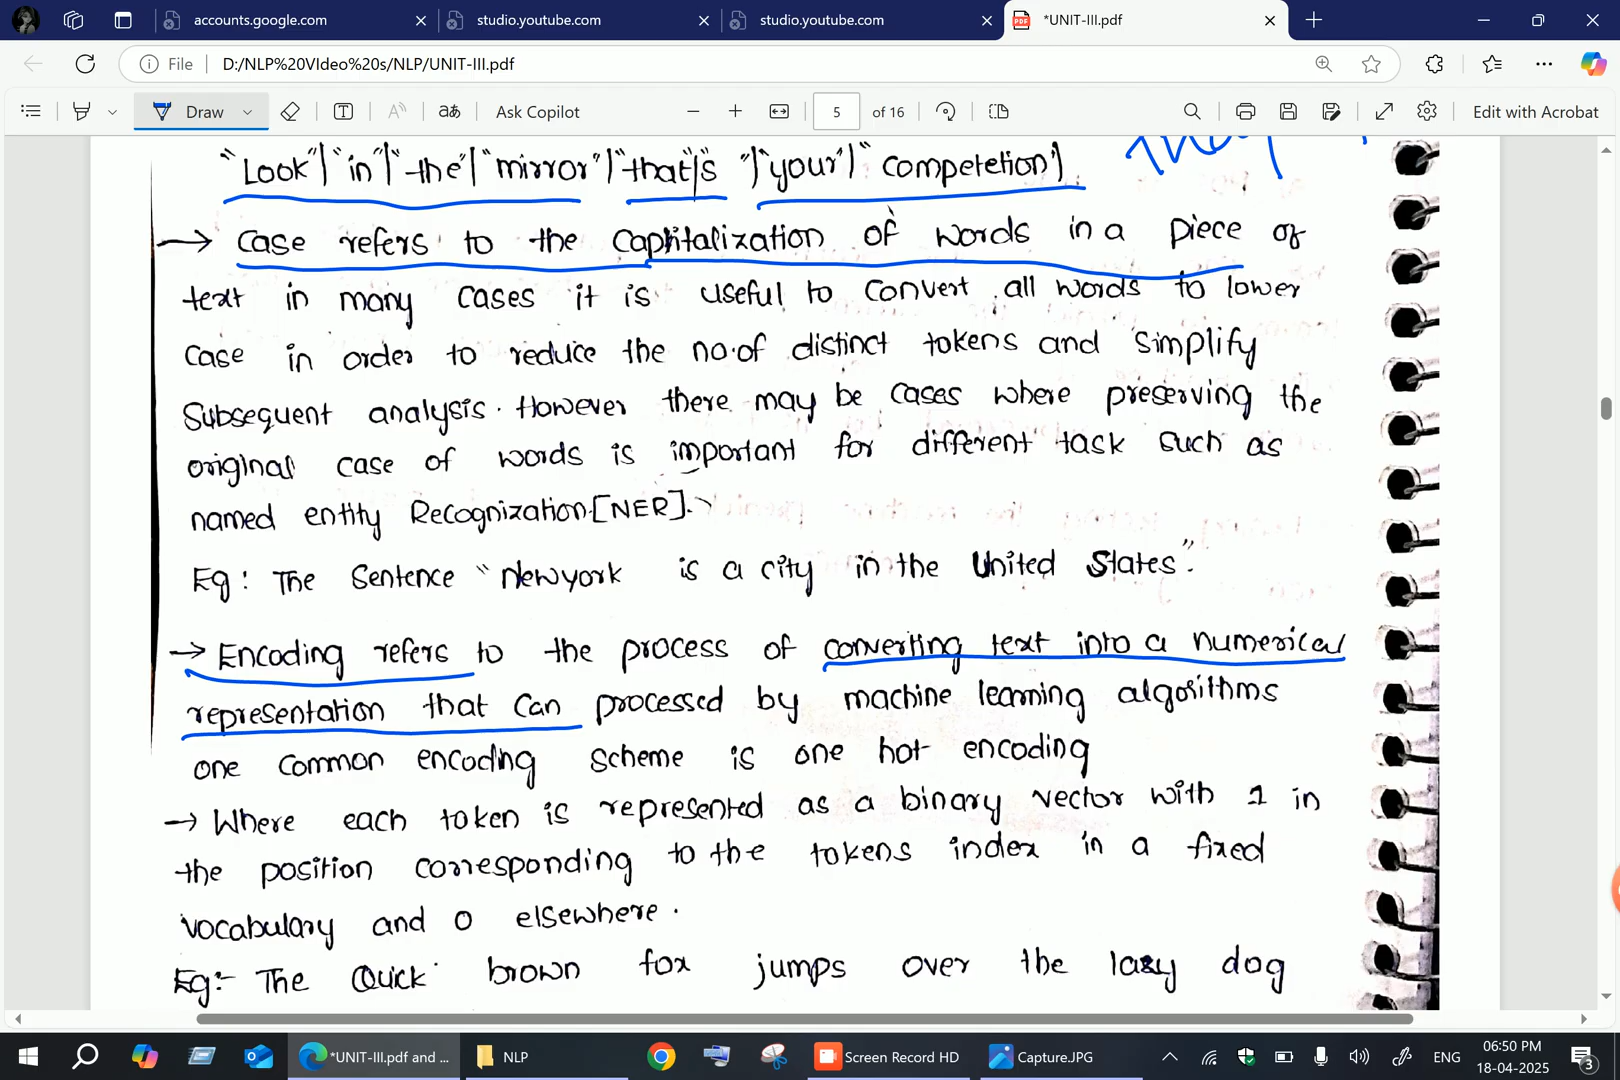 accounts.google.com
studio.youtube.com
studio.youtube.com
*UNIT-III.pdf
File
D:/NLP%20VIdeo%20s/NLP/UNIT-III.pdf
Draw
Ask Copilot
5
of 16
Edit with Acrobat
"Look"|"in"|"the"|"mirror"|"that"|s"|"your"|"competetion"|
→ Case refers to the capitalization of words in a piece of
text in many cases it is useful to convert all words to lower
case in order to reduce the no.of distinct tokens and simplify
Subsequent analysis. However there may be cases where preserving the
original case of words is important for different task such as
named entity Recognization.[NER].
Eg: The Sentence "Newyork is a city in the United States".
→ Encoding refers to the process of converting text into a numerical
representation that can processed by machine learning algorithms
one common encoding scheme is one hot encoding
→ Where each token is represented as a binary vector with 1 in
the position corresponding to the tokens index in a fixed
vocabulary and 0 elsewhere.
Eg:- The Quick brown fox jumps over the lazy dog
*UNIT-III.pdf and ...
NLP
Screen Record HD
Capture.JPG
ENG
06:50 PM
18-04-2025
3